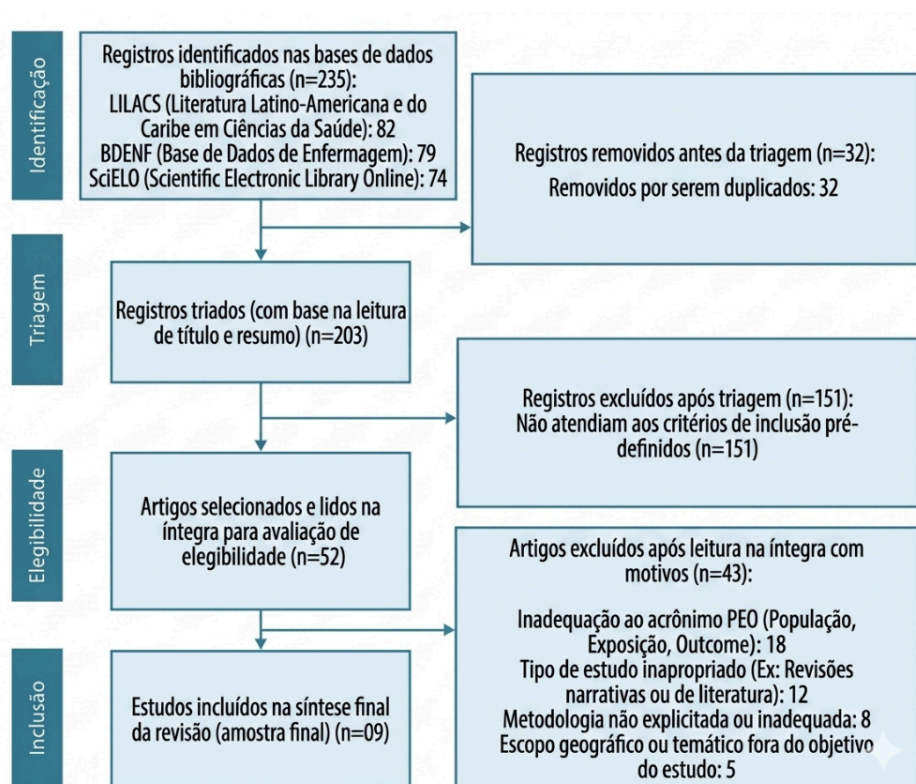 Identificação
Registros identificados nas bases de dados
bibliográficas (n=235):
LILACS (Literatura Latino-Americana e do
Caribe em Ciências da Saúde): 82
BDENF (Base de Dados de Enfermagem): 79
SciELO (Scientific Electronic Library Online): 74
Registros removidos antes da triagem (n=32):
Removidos por serem duplicados: 32
Triagem
Registros triados (com base na leitura
de título e resumo) (n=203)
Registros excluídos após triagem (n=151):
Não atendiam aos critérios de inclusão pré-
definidos (n=151)
Elegibilidade
Artigos selecionados e lidos na
íntegra para avaliação de
elegibilidade (n=52)
Artigos excluídos após leitura na íntegra com
motivos (n=43):
Inadequação ao acrônimo PEO (População,
Exposição, Outcome): 18
Tipo de estudo inapropriado (Ex: Revisões
narrativas ou de literatura): 12
Metodologia não explicitada ou inadequada: 8
Escopo geográfico ou temático fora do objetivo
do estudo: 5
Inclusão
Estudos incluídos na síntese final
da revisão (amostra final) (n=09)